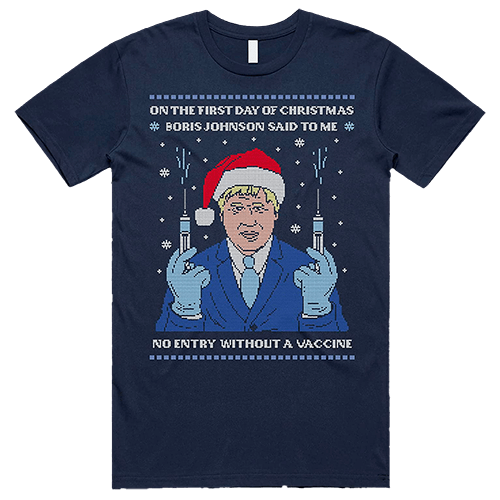 ON THE FIRST DAY OF CHRISTMAS
BORIS JOHNSON SAID TO ME
NO ENTRY WITHOUT A VACCINE